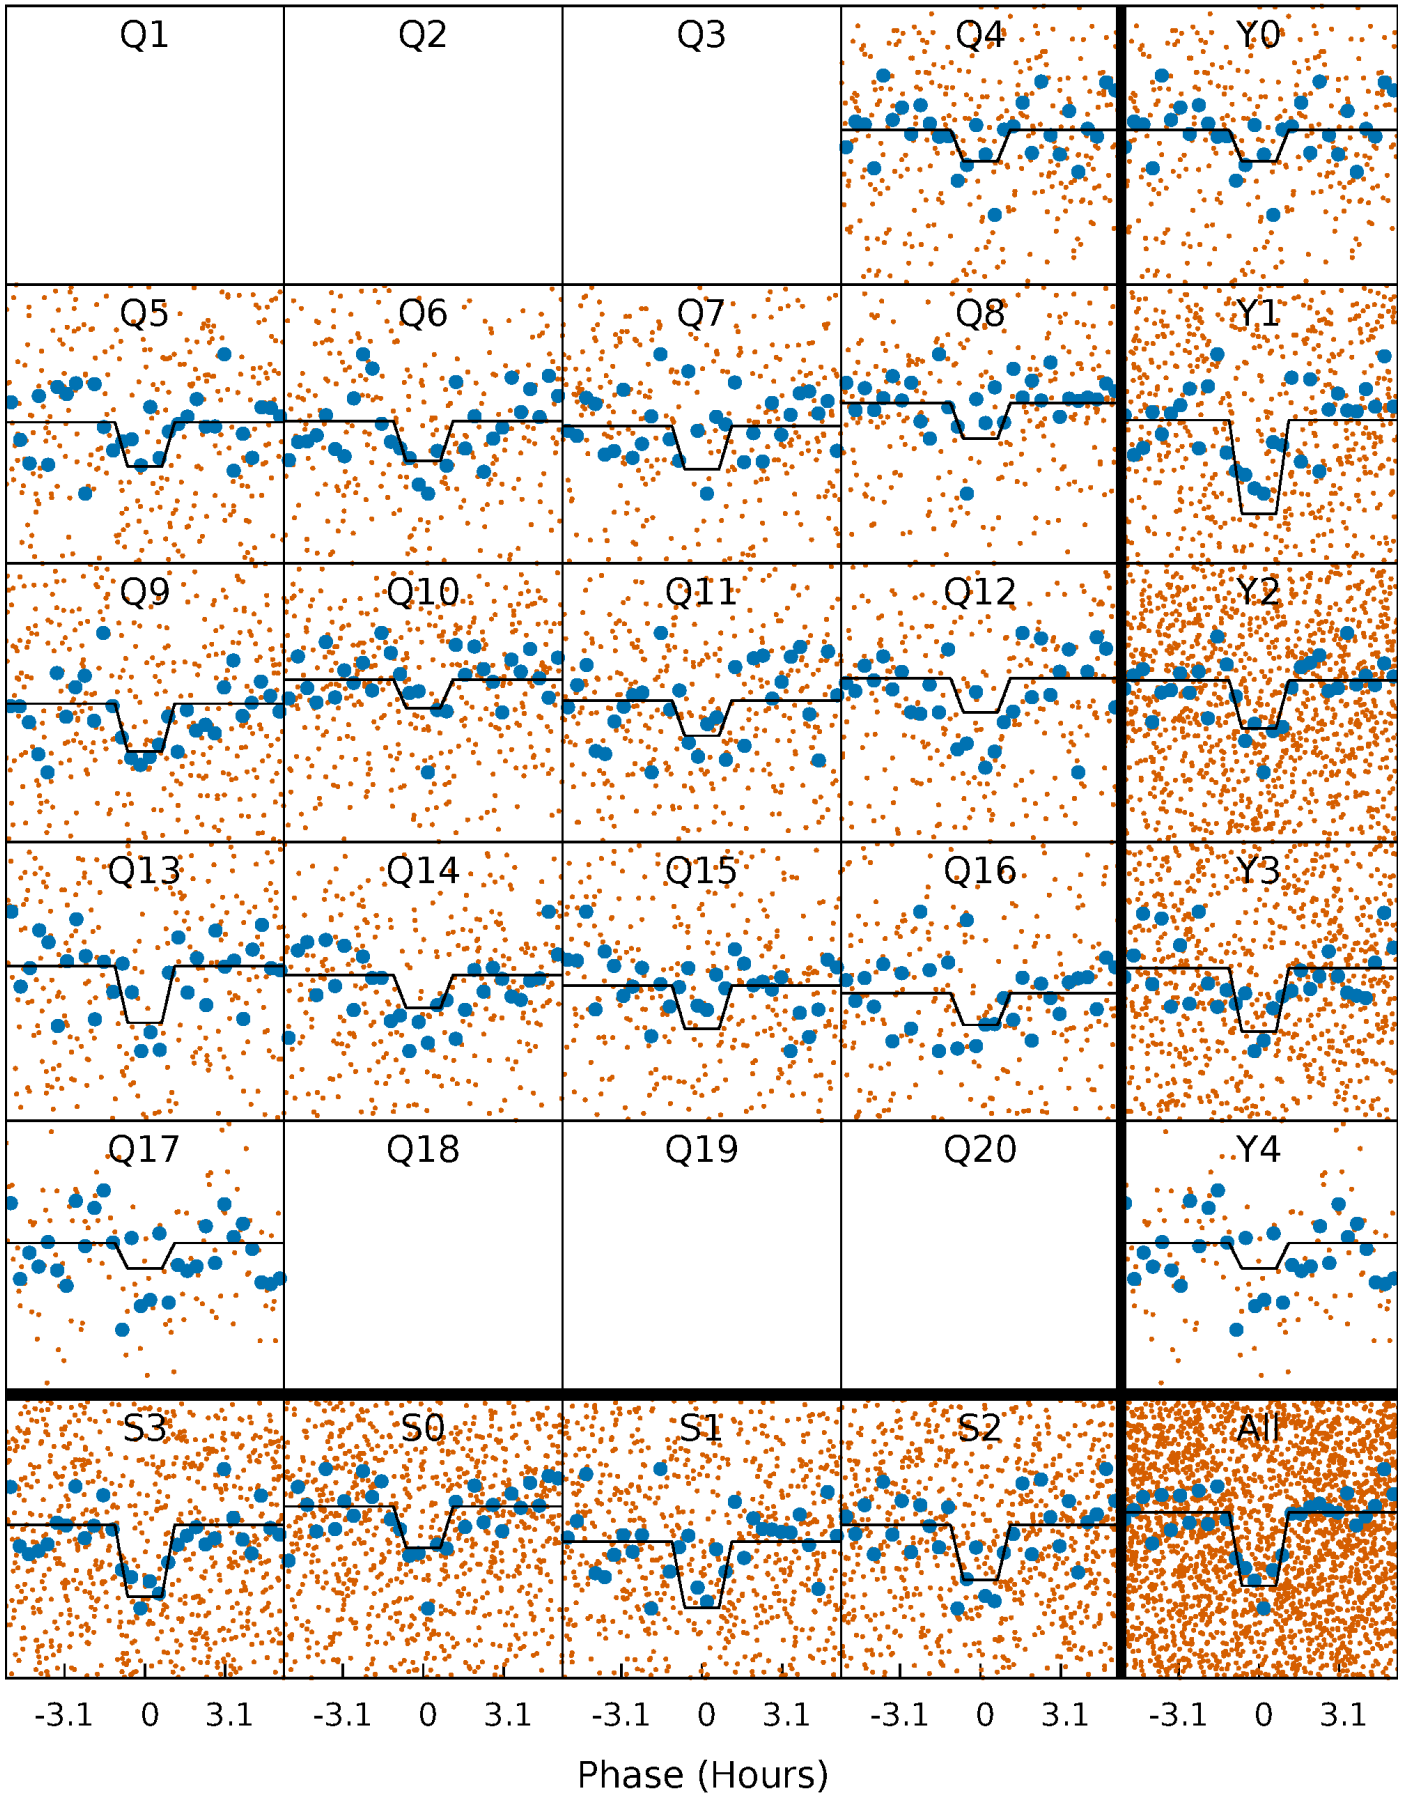 Q1 Q2 Q3 Q4 Y0
Q5 Q6 Q7 Q8 Y1
Q9 Q10 Q11 Q12 Y2
Q13 Q14 Q15 Q16 Y3
Q17 Q18 Q19 Q20 Y4
S3 S0 S1 S2 All
-3.1 0 3.1 -3.1 0 3.1 -3.1 0 3.1 -3.1 0 3.1 -3.1 0 3.1
Phase (Hours)